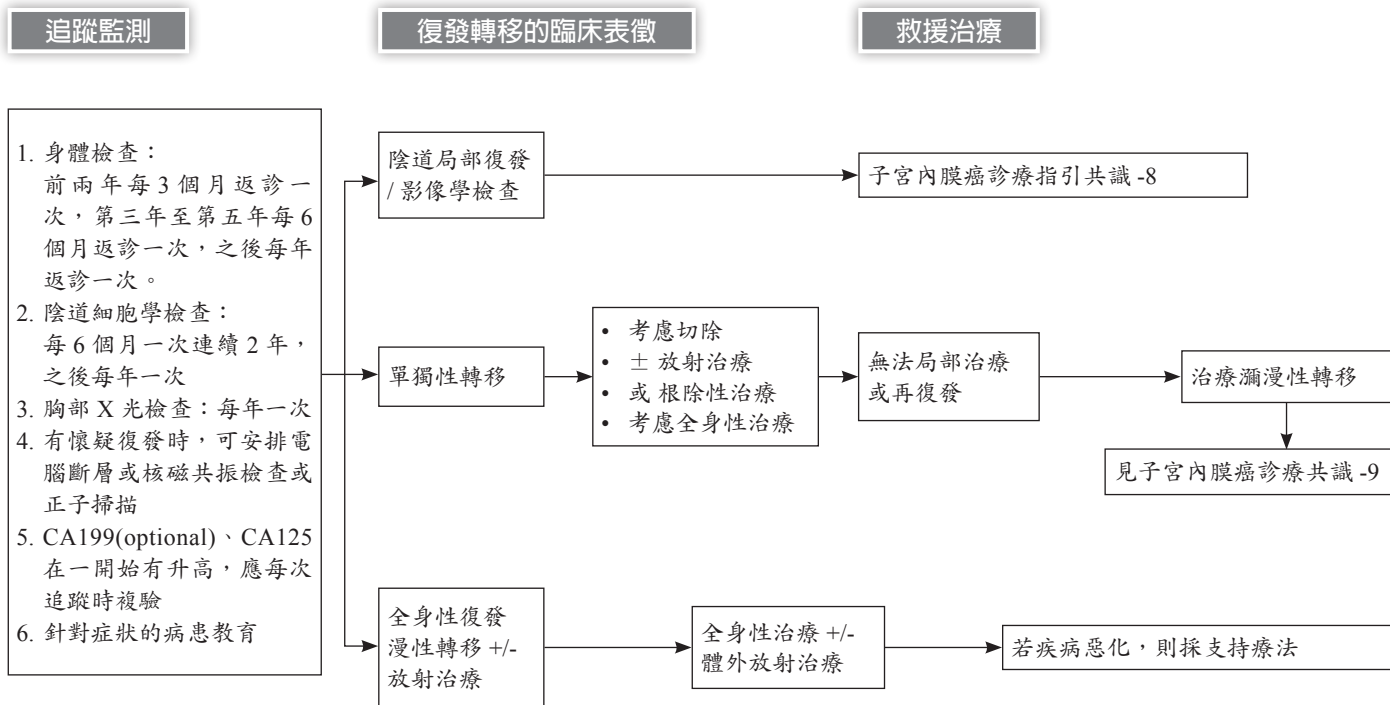 追蹤監測
復發轉移的臨床表徵
救援治療
1. 身體檢查：
前兩年每 3 個月返診一
次，第三年至第五年每 6
個月返診一次，之後每年
返診一次。
2. 陰道細胞學檢查：
每 6 個月一次連續 2 年，
之後每年一次
3. 胸部 X 光檢查：每年一次
4. 有懷疑復發時，可安排電
腦斷層或核磁共振檢查或
正子掃描
5. CA199(optional)、CA125
在一開始有升高，應每次
追蹤時複驗
6. 針對症狀的病患教育
陰道局部復發
/ 影像學檢查
子宮內膜癌診療指引共識 -8
單獨性轉移
• 考慮切除
• ± 放射治療
• 或 根除性治療
• 考慮全身性治療
無法局部治療
或再復發
治療瀰漫性轉移
見子宮內膜癌診療共識 -9
全身性復發
漫性轉移 +/-
放射治療
全身性治療 +/-
體外放射治療
若疾病惡化，則採支持療法